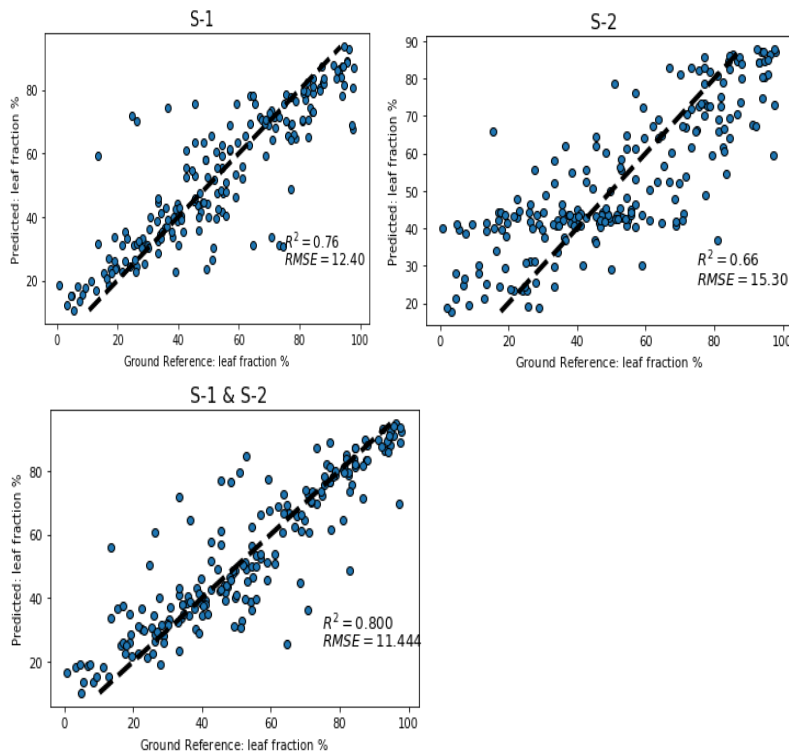 S-1
80
60
40
20
0 20 40 60 80 100
Predicted: leaf fraction %
Ground Reference: leaf fraction %
R² = 0.76
RMSE = 12.40
S-2
90
80
70
60
50
40
30
20
0 20 40 60 80 100
Predicted: leaf fraction %
Ground Reference: leaf fraction %
R² = 0.66
RMSE = 15.30
S-1 & S-2
80
60
40
20
0 20 40 60 80 100
Predicted: leaf fraction %
Ground Reference: leaf fraction %
R² = 0.800
RMSE = 11.444